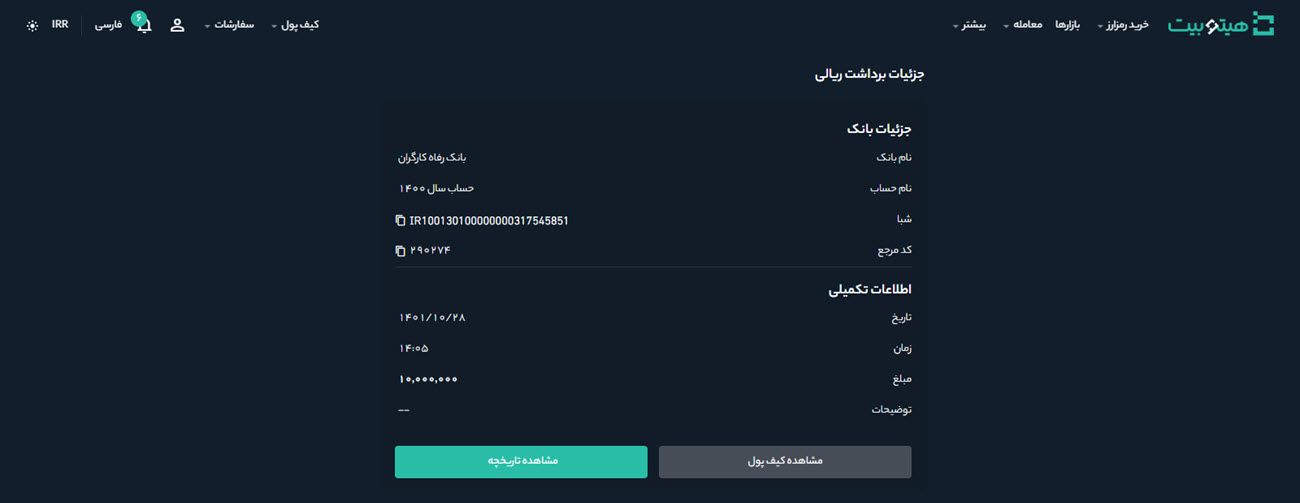 هیتوبیت خرید رمزارز بازارها معامله بیشتر کیف پول سفارشات ۶ فارسی IRR
جزئیات برداشت ریالی
جزئیات بانک
نام بانک بانک رفاه کارگران
نام حساب حساب سال ۱۴۰۰
شبا IR100130100000000317545851
کد مرجع ۲۹۰۲۷۴
اطلاعات تکمیلی
تاریخ ۱۴۰۱/۱۰/۲۸
زمان ۱۴:۰۵
مبلغ ۱۰,۰۰۰,۰۰۰
توضیحات --
مشاهده کیف پول مشاهده تاریخچه